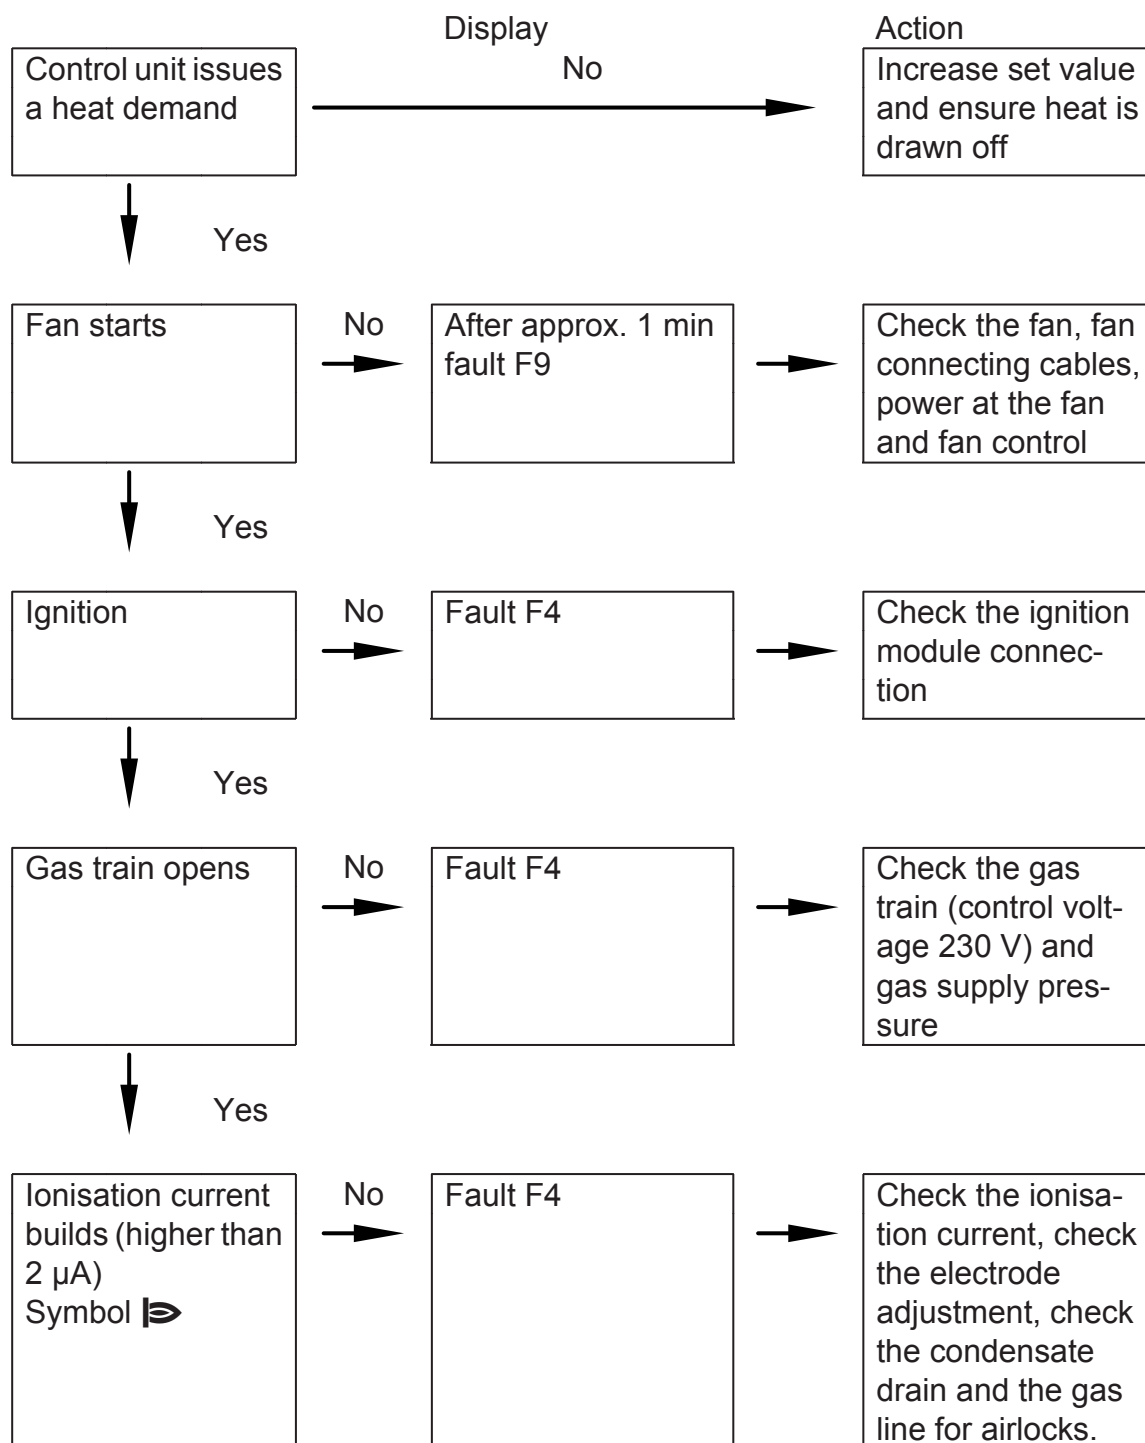 Display
Action
Control unit issues
a heat demand
No
Increase set value
and ensure heat is
drawn off
Yes
Fan starts
No
After approx. 1 min
fault F9
Check the fan, fan
connecting cables,
power at the fan
and fan control
Yes
Ignition
No
Fault F4
Check the ignition
module connec-
tion
Yes
Gas train opens
No
Fault F4
Check the gas
train (control volt-
age 230 V) and
gas supply pres-
sure
Yes
Ionisation current
builds (higher than
2 µA)
Symbol
No
Fault F4
Check the ionisa-
tion current, check
the electrode
adjustment, check
the condensate
drain and the gas
line for airlocks.